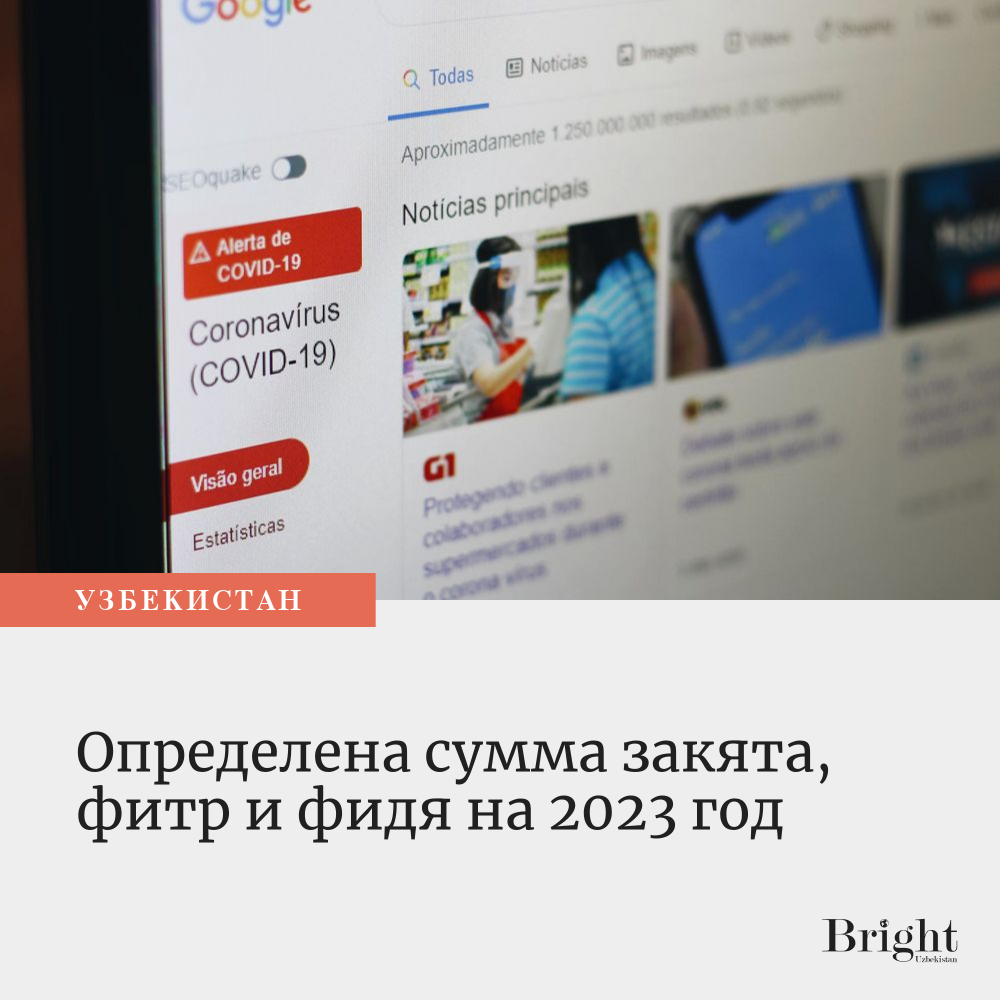 Google
Todas
Notícias
Imagens
Vídeos
Shopping
Aproximadamente 1.250.000.000 resultados (0.92 segundos)
SEOquake
Notícias principais
Alerta de
COVID-19
Coronavírus
(COVID-19)
Visão geral
Estatísticas
G1
Protegendo clientes e
colaboradores nos
supermercados durante
o corona vírus
УЗБЕКИСТАН
Определена сумма закята,
фитр и фидя на 2023 год
Bright
Uzbekistan